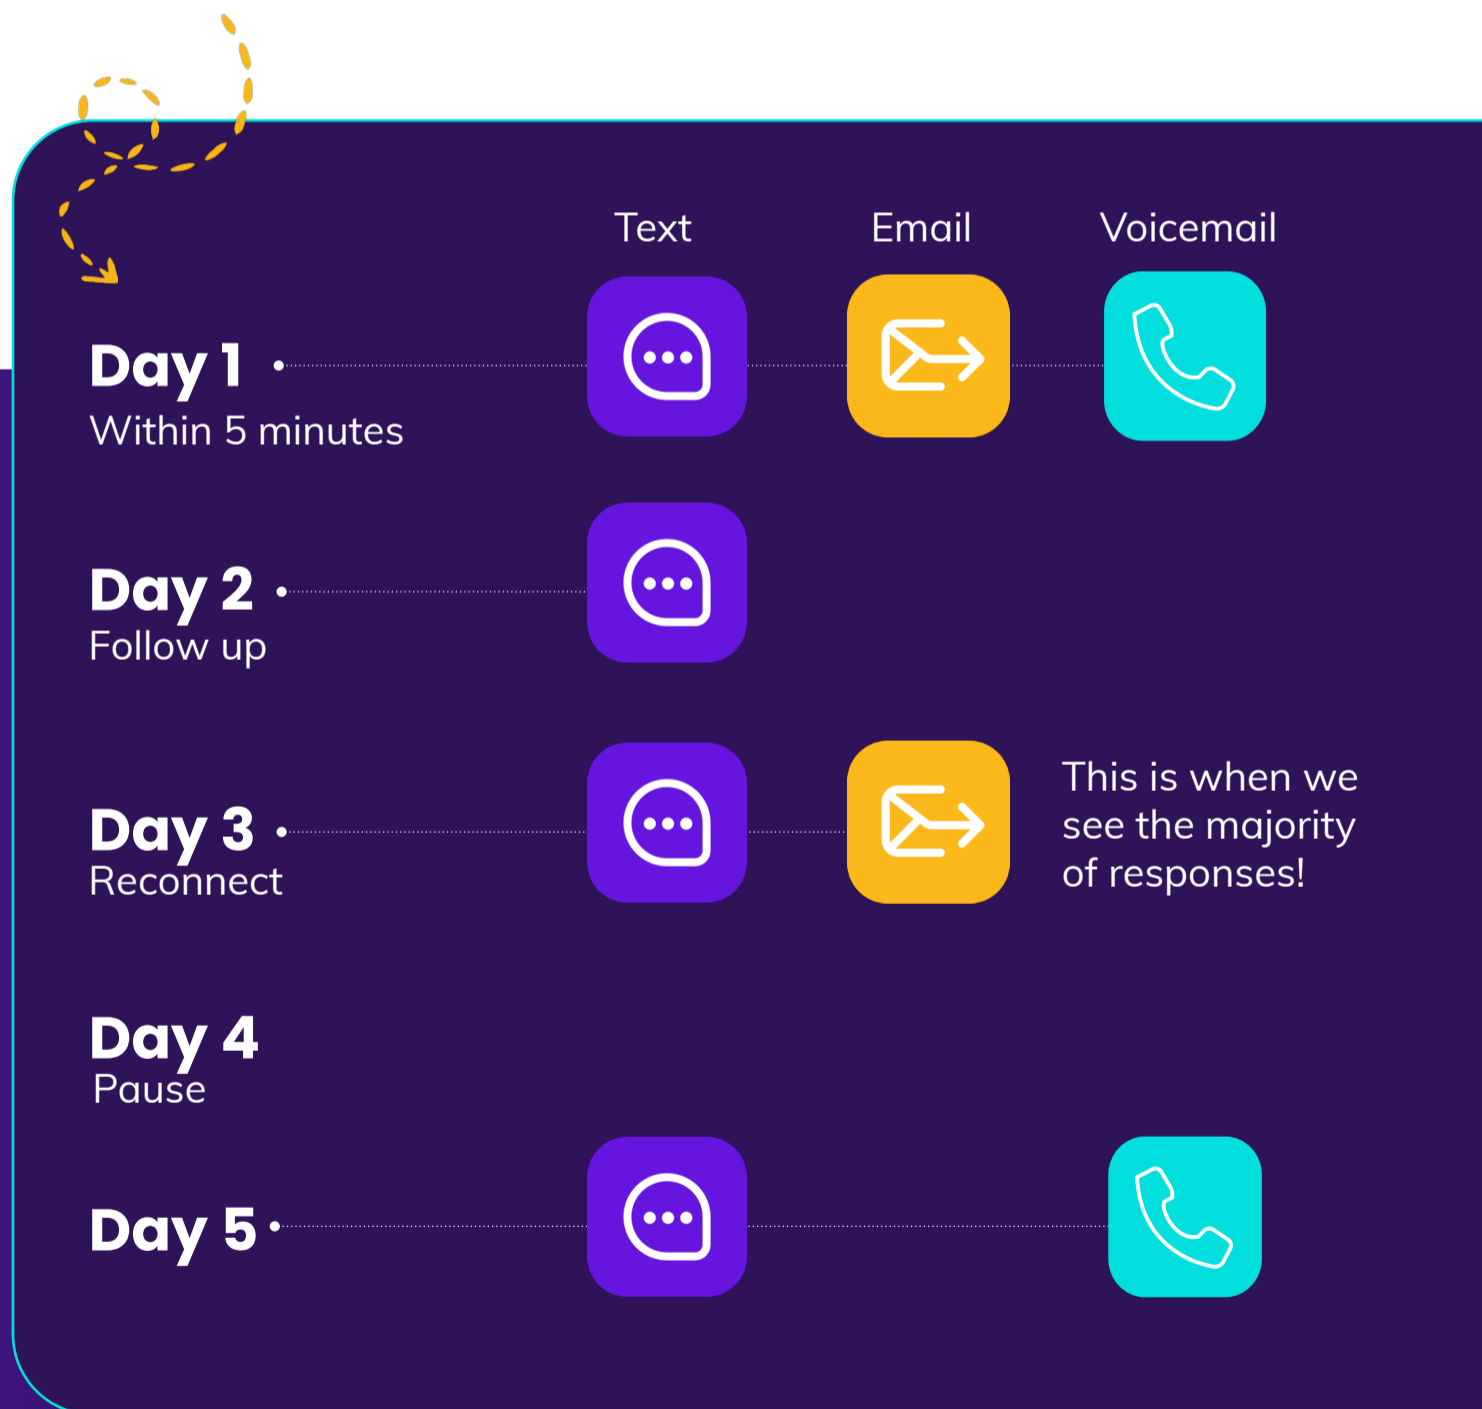 Text Email Voicemail
Day 1
Within 5 minutes
Day 2
Follow up
Day 3
Reconnect
This is when we
see the majority
of responses!
Day 4
Pause
Day 5